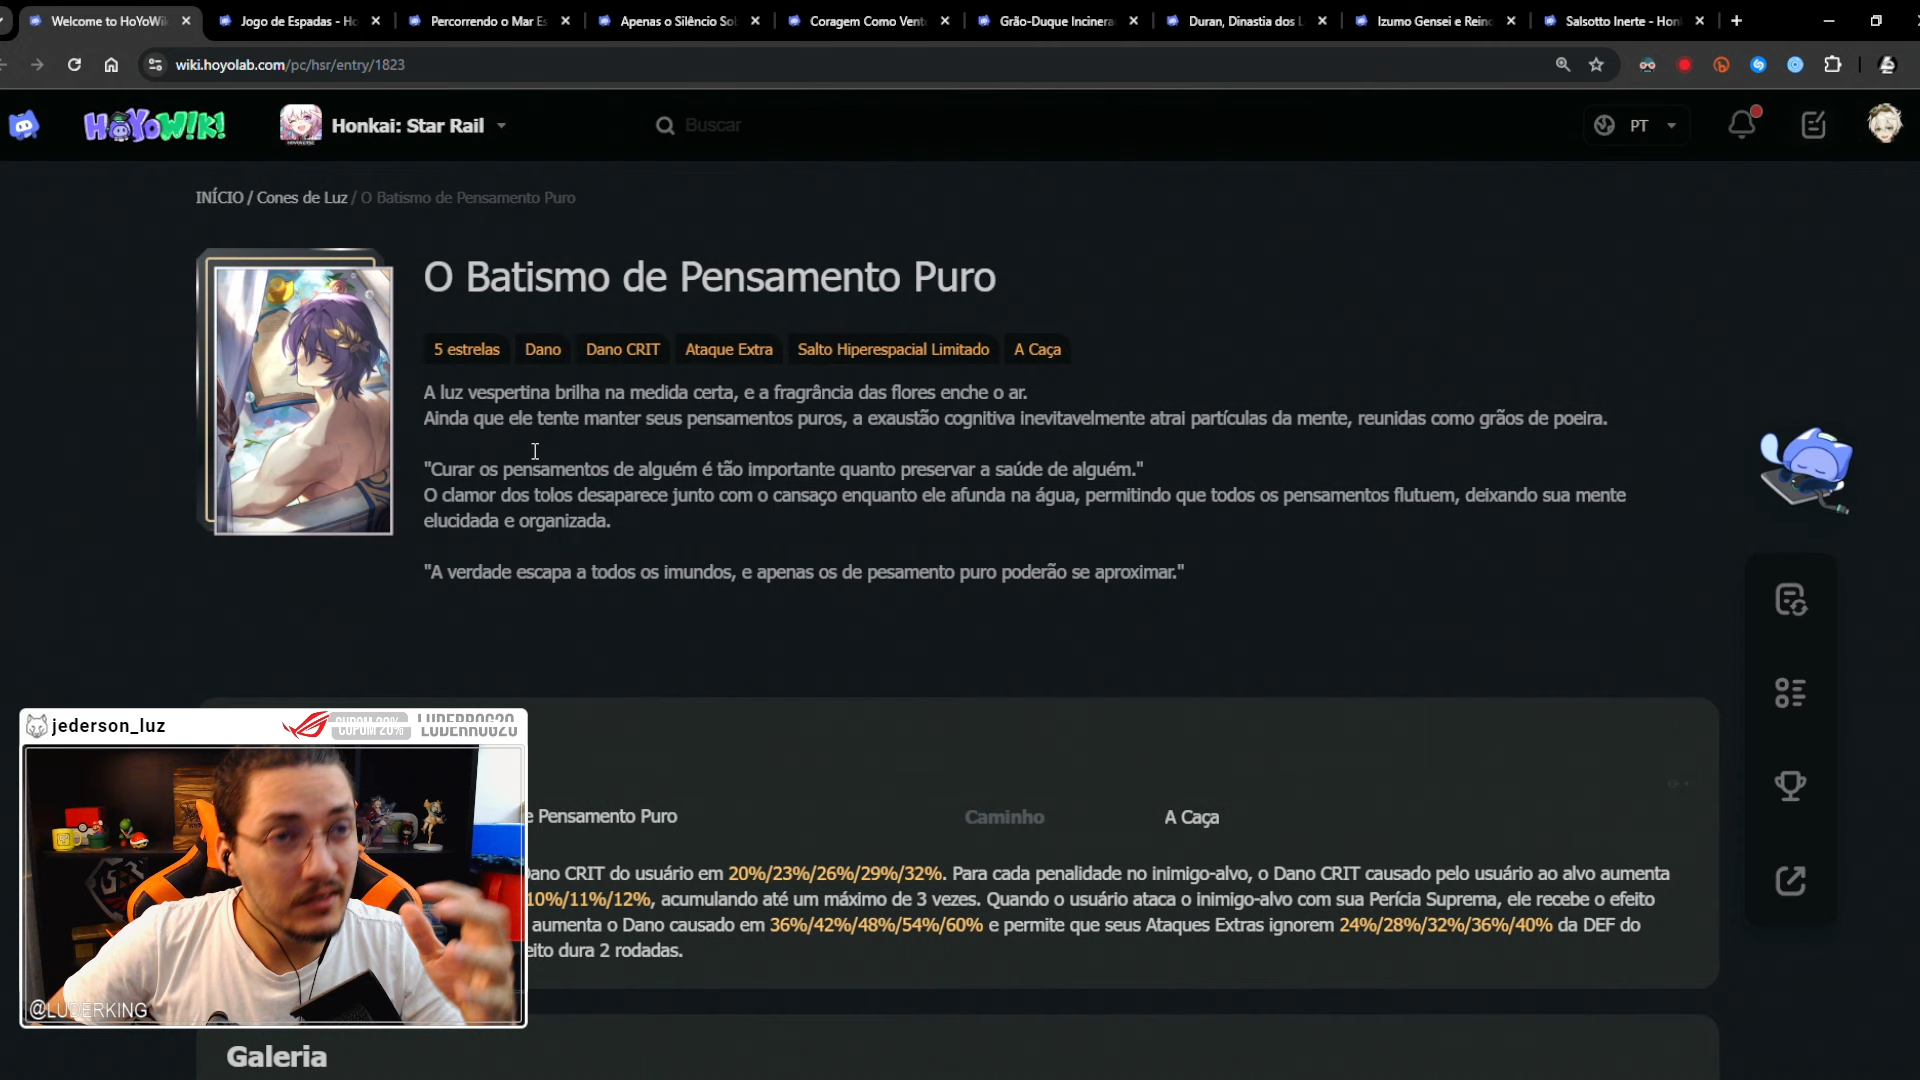 Welcome to HoYoWi
Jogo de Espadas - Ho
Percorrendo o Mar Es
Apenas o Silêncio So
Coragem Como Vent
Grão-Duque Incinera
Duran, Dinastia dos L
Izumo Gensei e Rein
Salsotto Inerte - Hon
wiki.hoyolab.com/pc/hsr/entry/1823
HoYoWiKi!
Honkai: Star Rail
Buscar
PT
INÍCIO / Cones de Luz / O Batismo de Pensamento Puro
O Batismo de Pensamento Puro
5 estrelas
Dano
Dano CRIT
Ataque Extra
Salto Hiperespacial Limitado
A Caça
A luz vespertina brilha na medida certa, e a fragrância das flores enche o ar.
Ainda que ele tente manter seus pensamentos puros, a exaustão cognitiva inevitavelmente atrai partículas da mente, reunidas como grãos de poeira.
"Curar os pensamentos de alguém é tão importante quanto preservar a saúde de alguém."
O clamor dos tolos desaparece junto com o cansaço enquanto ele afunda na água, permitindo que todos os pensamentos flutuem, deixando sua mente
elucidada e organizada.
"A verdade escapa a todos os imundos, e apenas os de pesamento puro poderão se aproximar."
jederson_luz
CUPOM 20%
LUDERROG20
e Pensamento Puro
Caminho
A Caça
Dano CRIT do usuário em 20%/23%/26%/29%/32%. Para cada penalidade no inimigo-alvo, o Dano CRIT causado pelo usuário ao alvo aumenta
10%/11%/12%, acumulando até um máximo de 3 vezes. Quando o usuário ataca o inimigo-alvo com sua Perícia Suprema, ele recebe o efeito
aumenta o Dano causado em 36%/42%/48%/54%/60% e permite que seus Ataques Extras ignorem 24%/28%/32%/36%/40% da DEF do
eito dura 2 rodadas.
@LUDERKING
Galeria